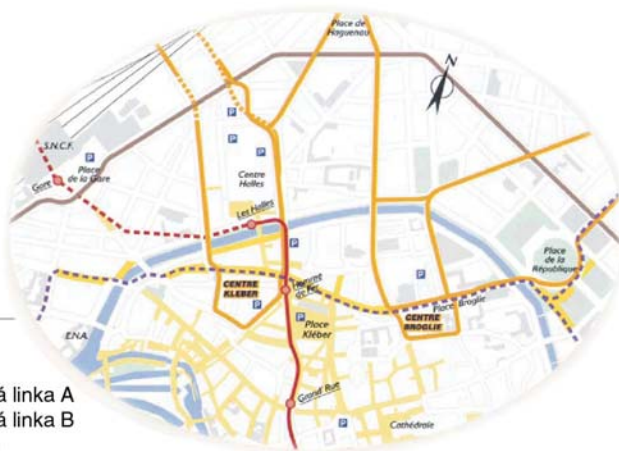 Place de
Haguenau
N
S.N.C.F.
P
Place
de la Gare
Gare
P
P
P
Centre
Halles
Les Halles
P
Place
de la
République
P
CENTRE
KLEBER
P
Homme
de Fer
P
Place
Kléber
Place Broglie
CENTRE
BROGLIE
E.N.A.
Grand' Rue
P
Cathédrale
á linka A
á linka B